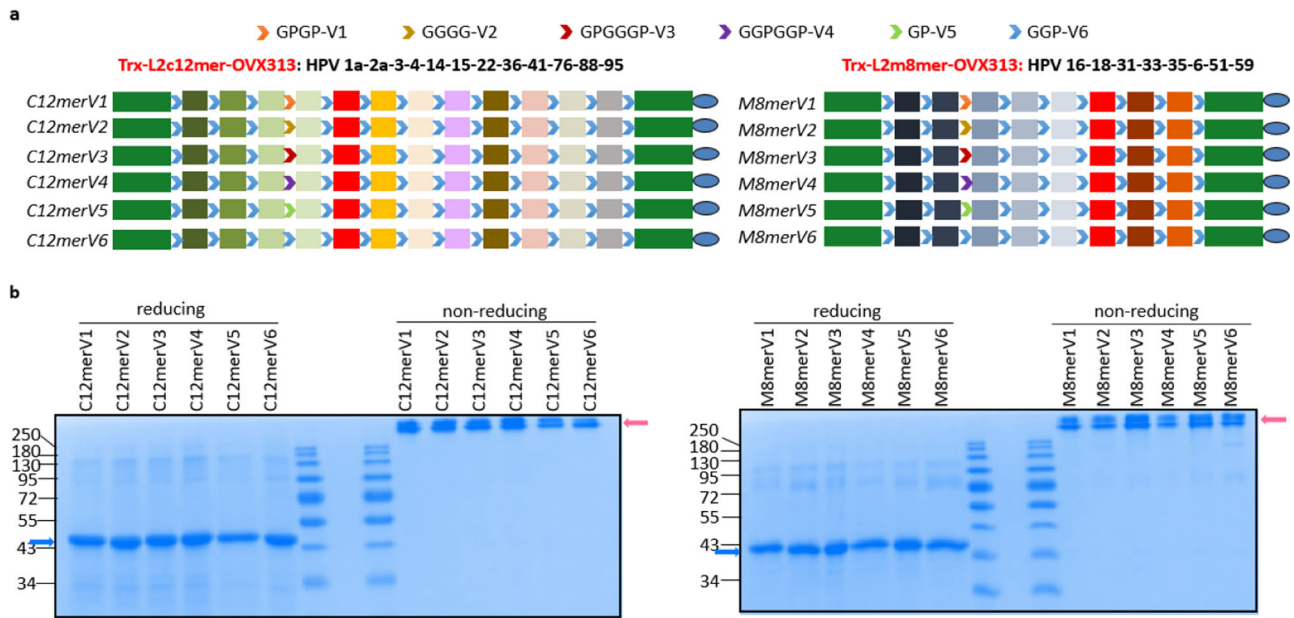 a
GPGP-V1 GGGG-V2 GPGGGP-V3 GGPGGP-V4 GP-V5 GGP-V6
Trx-L2c12mer-OVX313: HPV 1a-2a-3-4-14-15-22-36-41-76-88-95
C12merV1
C12merV2
C12merV3
C12merV4
C12merV5
C12merV6
Trx-L2m8mer-OVX313: HPV 16-18-31-33-35-6-51-59
M8merV1
M8merV2
M8merV3
M8merV4
M8merV5
M8merV6
b
reducing non-reducing
C12merV1 C12merV2 C12merV3 C12merV4 C12merV5 C12merV6 C12merV1 C12merV2 C12merV3 C12merV4 C12merV5 C12merV6
250
180
130
95
72
55
43
34
reducing non-reducing
M8merV1 M8merV2 M8merV3 M8merV4 M8merV5 M8merV6 M8merV1 M8merV2 M8merV3 M8merV4 M8merV5 M8merV6
250
180
130
95
72
55
43
34